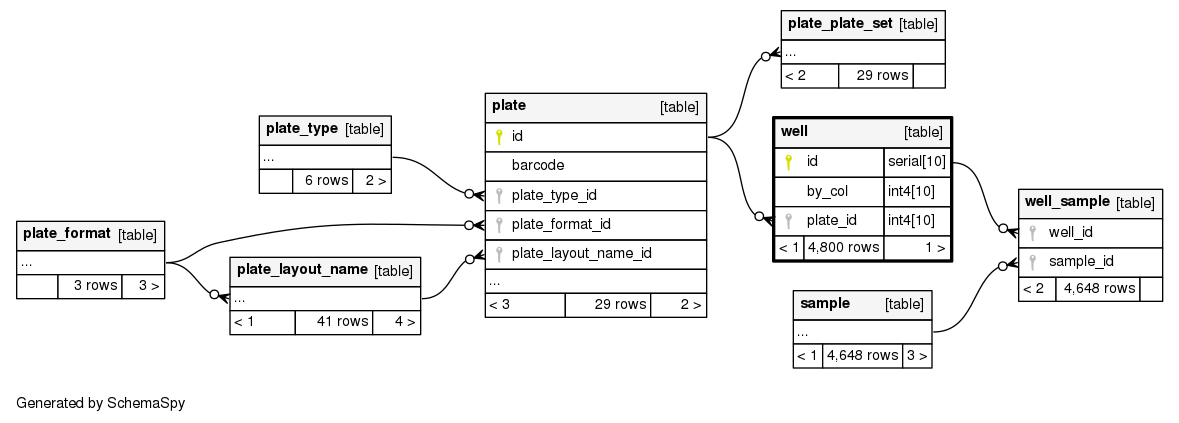 plate_plate_set [table]
...
< 2 29 rows
plate [table]
id
barcode
plate_type_id
plate_format_id
plate_layout_name_id
...
< 3 29 rows 2 >
plate_type [table]
...
6 rows 2 >
well [table]
id serial[10]
by_col int4[10]
plate_id int4[10]
< 1 4,800 rows 1 >
well_sample [table]
well_id
sample_id
< 2 4,648 rows
plate_format [table]
...
3 rows 3 >
plate_layout_name [table]
...
< 1 41 rows 4 >
sample [table]
...
< 1 4,648 rows 3 >
Generated by SchemaSpy